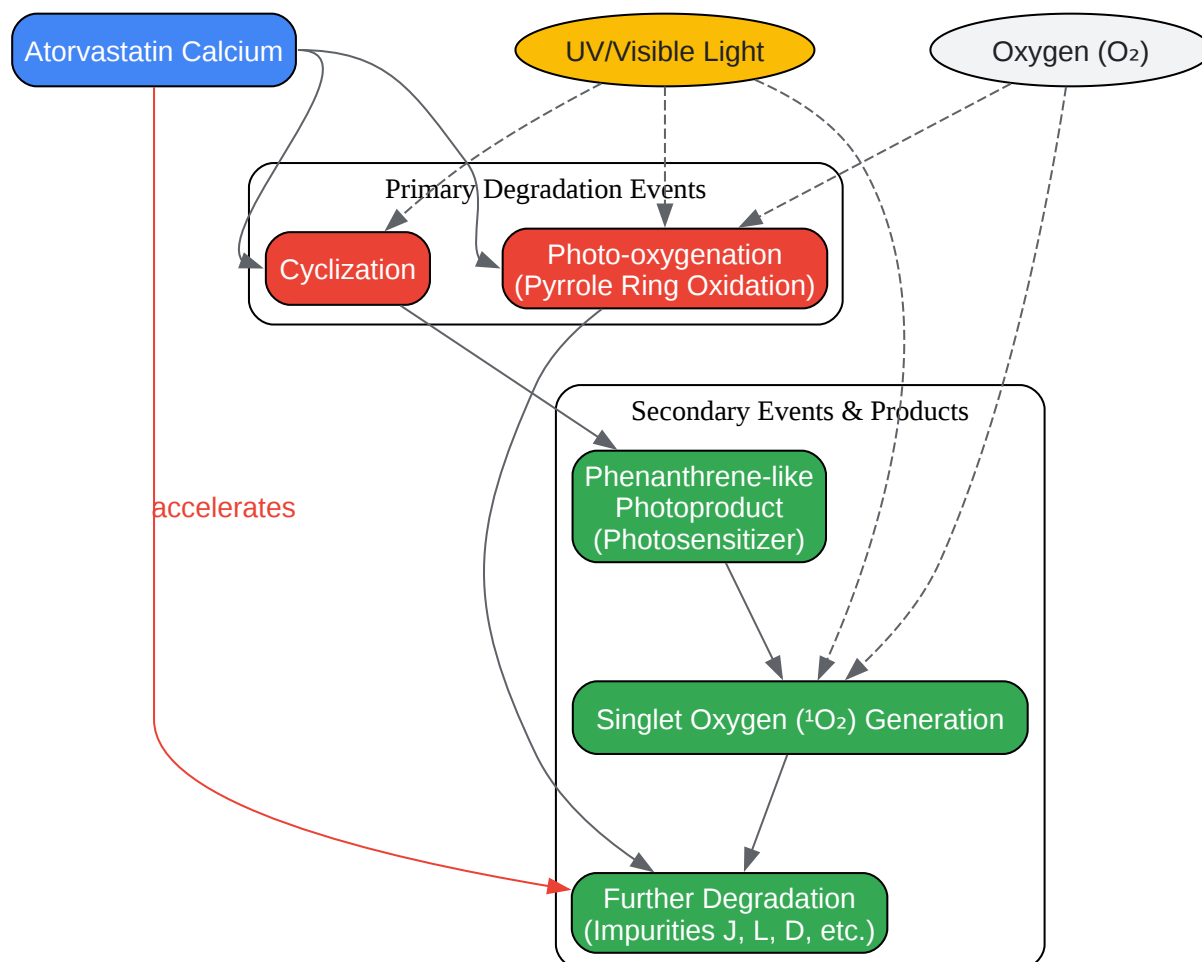 Atorvastatin Calcium
UV/Visible Light
Oxygen (O₂)
Primary Degradation Events
Cyclization
Photo-oxygenation
(Pyrrole Ring Oxidation)
Secondary Events & Products
Phenanthrene-like
Photoproduct
(Photosensitizer)
accelerates
Singlet Oxygen (¹O₂) Generation
Further Degradation
(Impurities J, L, D, etc.)